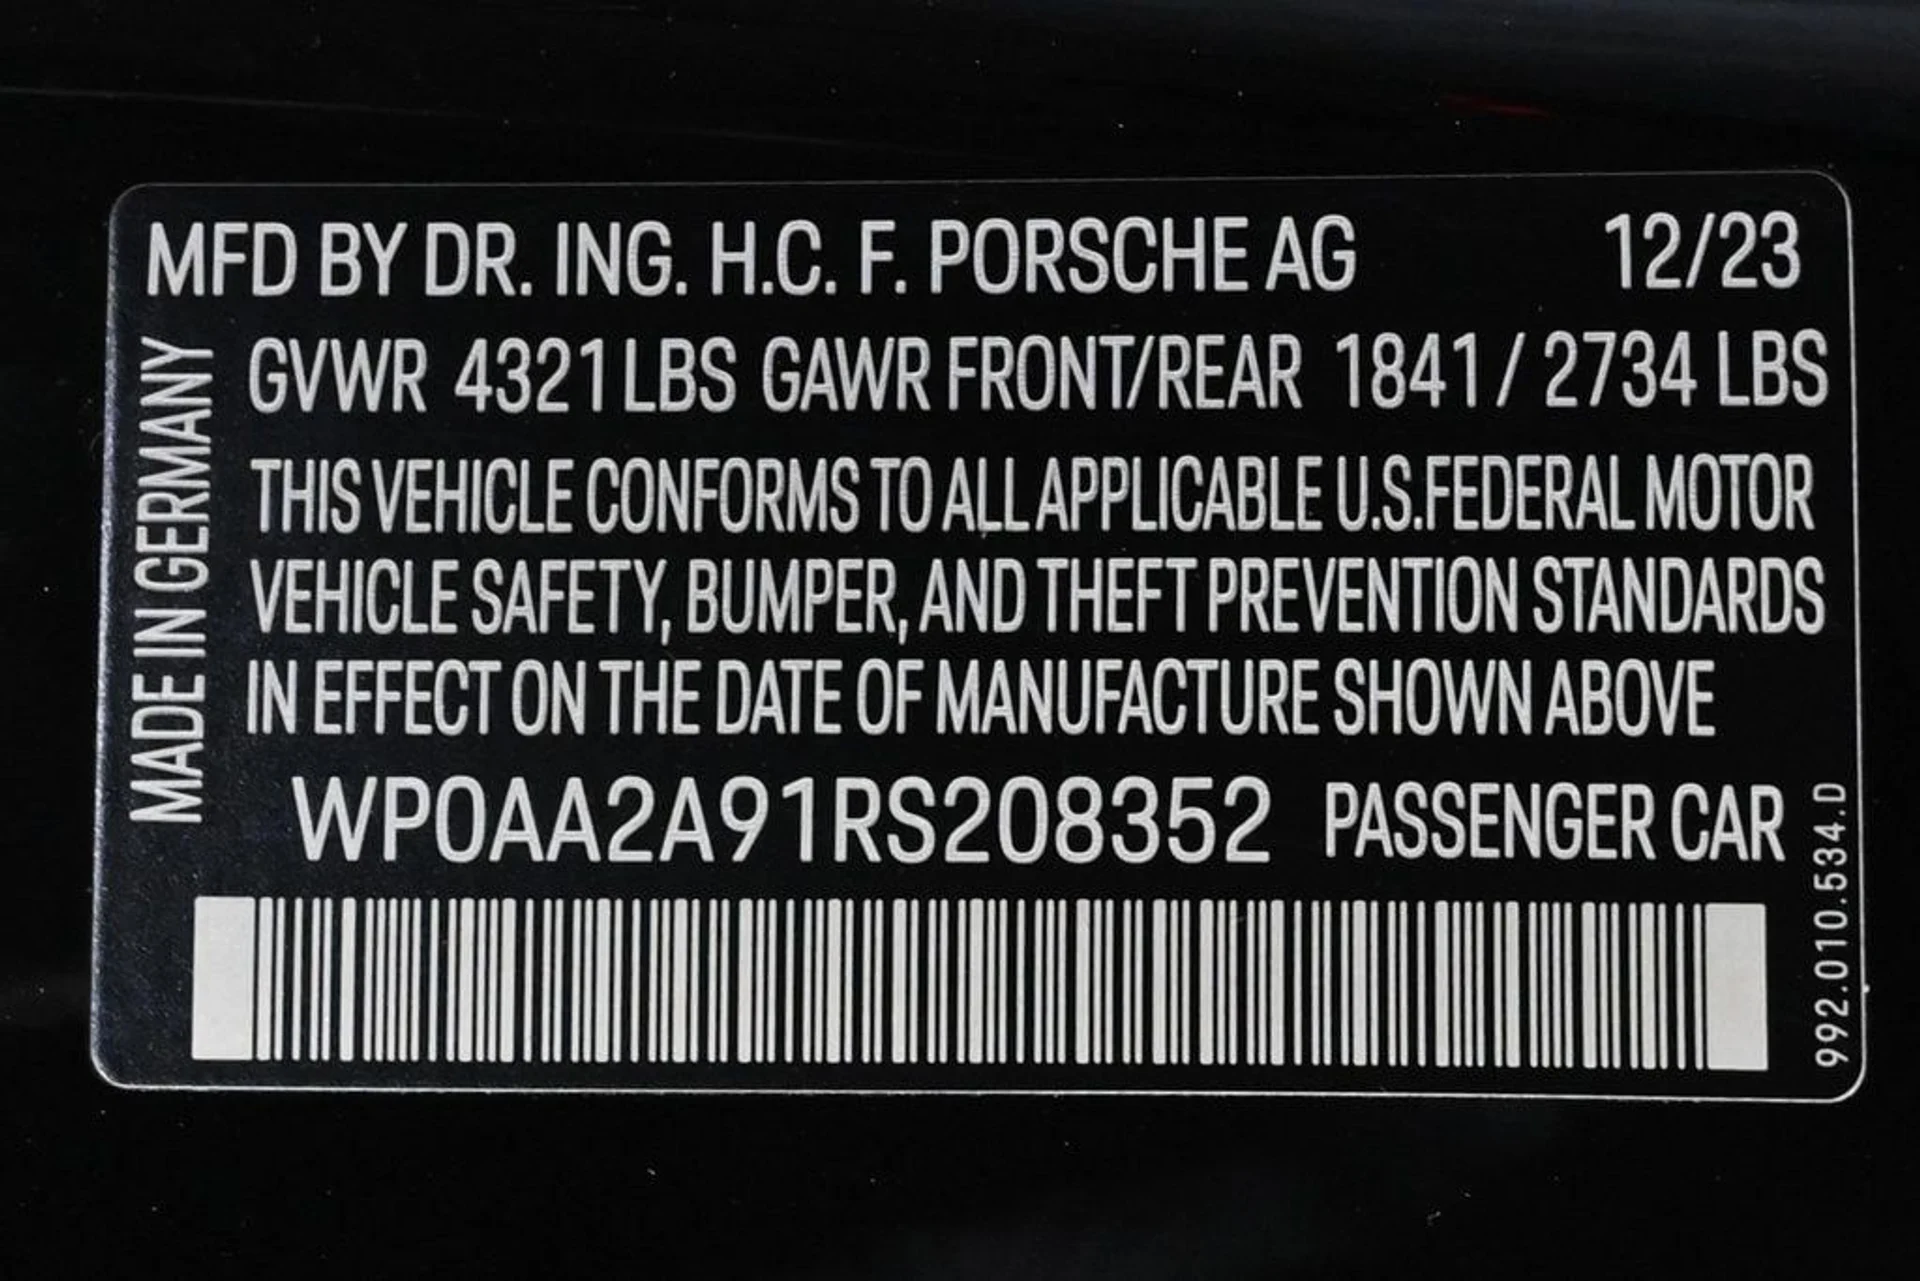 MFD BY DR. ING. H.C. F. PORSCHE AG 12/23
GVWR 4321 LBS GAWR FRONT/REAR 1841 / 2734 LBS
THIS VEHICLE CONFORMS TO ALL APPLICABLE U.S.FEDERAL MOTOR
VEHICLE SAFETY, BUMPER, AND THEFT PREVENTION STANDARDS
IN EFFECT ON THE DATE OF MANUFACTURE SHOWN ABOVE
WP0AA2A91RS208352 PASSENGER CAR
MADE IN GERMANY
992.010.534.D